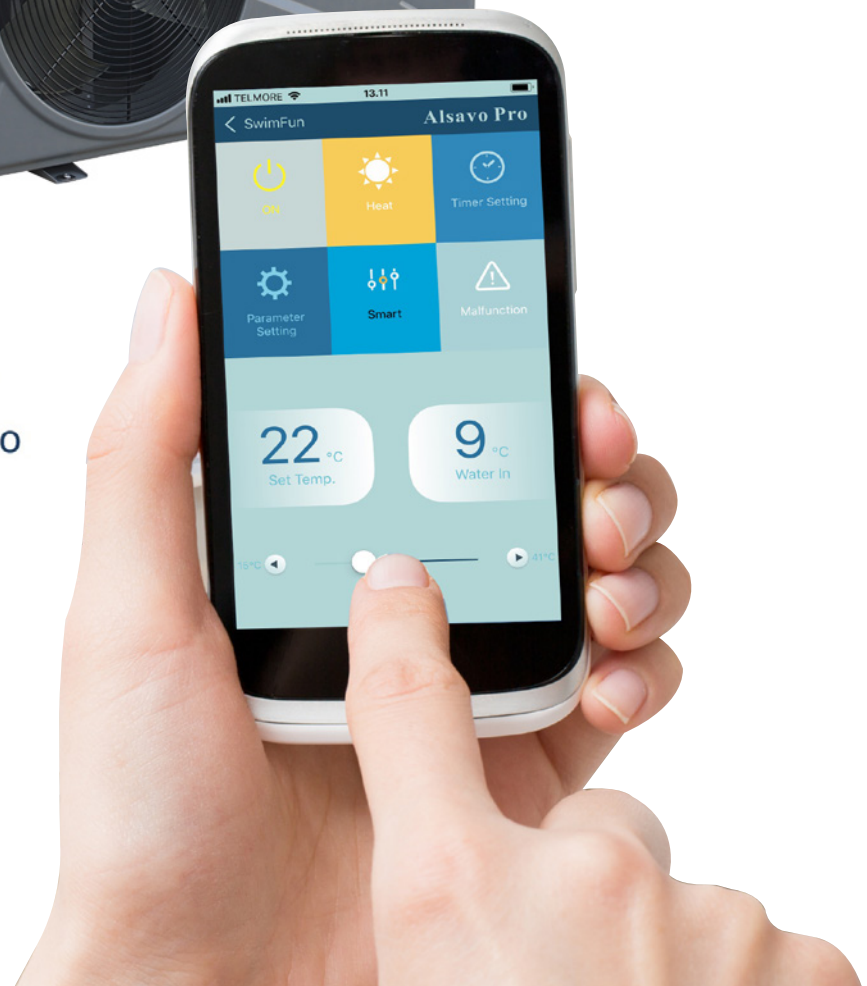 TELMORE
13.11
SwimFun
Alsavo Pro
ON
Heat
Timer Setting
Parameter
Setting
Smart
Malfunction
22 °C
Set Temp.
9 °C
Water In
15°C
41°C
o